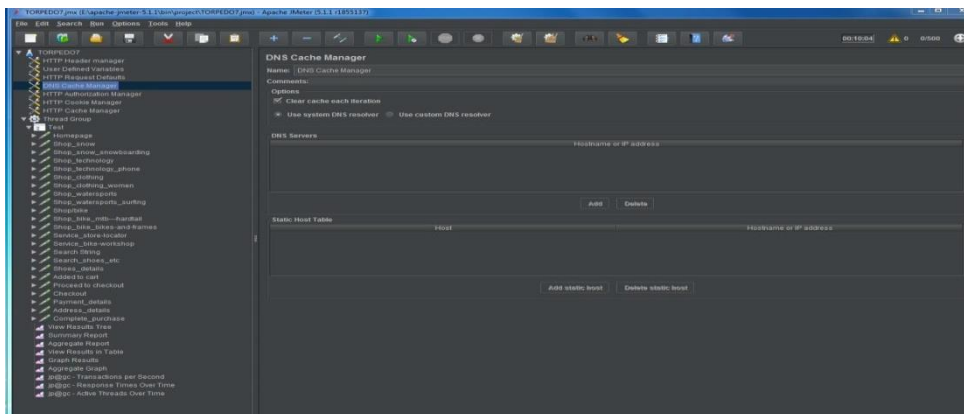 TORPEDO7.jmx (E:\apache-jmeter-5.1.1\bin\project\TORPEDO7.jmx) - Apache JMeter (5.1.1 r1855137)
File Edit Search Run Options Tools Help
00:10:04 0 0/500
TORPEDO7
HTTP Header manager
User Defined Variables
HTTP Request Defaults
DNS Cache Manager
HTTP Authorization Manager
HTTP Cookie Manager
HTTP Cache Manager
Thread Group
Test
Homepage
Shop_snow
Shop_snow_snowboarding
Shop_technology
Shop_technology_phone
Shop_clothing
Shop_clothing_women
Shop_watersports
Shop_watersports_surfing
Shop/bike
Shop_bike_mtb---hardtail
Shop_bike_bikes-and-frames
Service_store-locator
Service_bike-workshop
Search String
Search_shoes_etc
Shoes_details
Added to cart
Proceed to checkout
Checkout
Payment_details
Address_details
Complete_purchase
View Results Tree
Summary Report
Aggregate Report
View Results in Table
Graph Results
Aggregate Graph
jp@gc - Transactions per Second
jp@gc - Response Times Over Time
jp@gc - Active Threads Over Time
DNS Cache Manager
Name: DNS Cache Manager
Comments:
Options
Clear cache each iteration
Use system DNS resolver Use custom DNS resolver
DNS Servers
Hostname or IP address
Add Delete
Static Host Table
Host Hostname or IP address
Add static host Delete static host